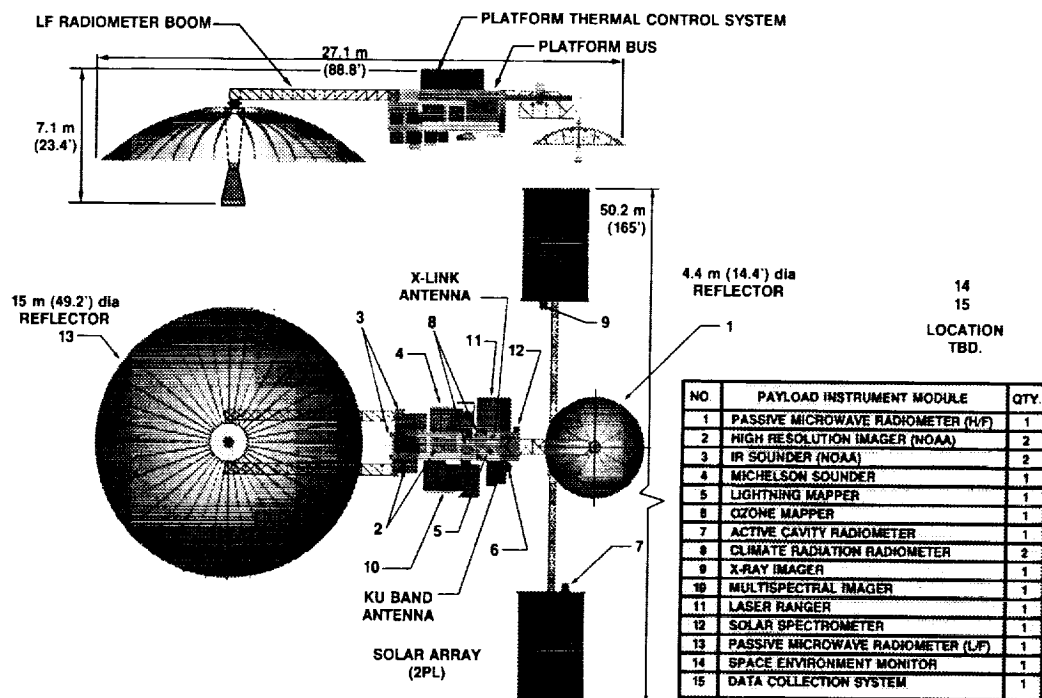 LF RADIOMETER BOOM
PLATFORM THERMAL CONTROL SYSTEM
PLATFORM BUS
27.1 m
(88.8')
7.1 m
(23.4')
50.2 m
(165')
15 m (49.2') dia
REFLECTOR
13
3
4
8
X-LINK
ANTENNA
11
12
9
4.4 m (14.4') dia
REFLECTOR
1
14
15
LOCATION
TBD.
2
10
5
6
7
KU BAND
ANTENNA
SOLAR ARRAY
(2PL)
NO. PAYLOAD INSTRUMENT MODULE QTY.
1 PASSIVE MICROWAVE RADIOMETER (H/F) 1
2 HIGH RESOLUTION IMAGER (NOAA) 2
3 IR SOUNDER (NOAA) 2
4 MICHELSON SOUNDER 1
5 LIGHTNING MAPPER 1
6 OZONE MAPPER 1
7 ACTIVE CAVITY RADIOMETER 1
8 CLIMATE RADIATION RADIOMETER 2
9 X-RAY IMAGER 1
10 MULTISPECTRAL IMAGER 1
11 LASER RANGER 1
12 SOLAR SPECTROMETER 1
13 PASSIVE MICROWAVE RADIOMETER (L/F) 1
14 SPACE ENVIRONMENT MONITOR 1
15 DATA COLLECTION SYSTEM 1